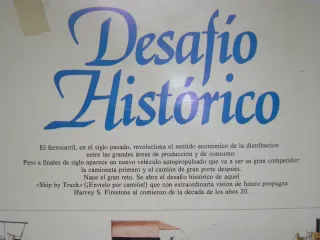 Desafío
Histórico
El ferrocarril, en el siglo pasado, revoluciona el sentido económico de la distribución
entre las grandes áreas de producción y de consumo.
Pero a finales de siglo aparece un nuevo vehículo autopropulsado que va a ser su gran competidor:
la camioneta primero y el camión de gran porte después.
Nace el gran reto. Se abre el desafío histórico de aquel
«Ship by Truck» (¡Envíelo por camión!) que con extraordinaria visión de futuro propugna
Harvey S. Firestone al comienzo de la década de los años 20.